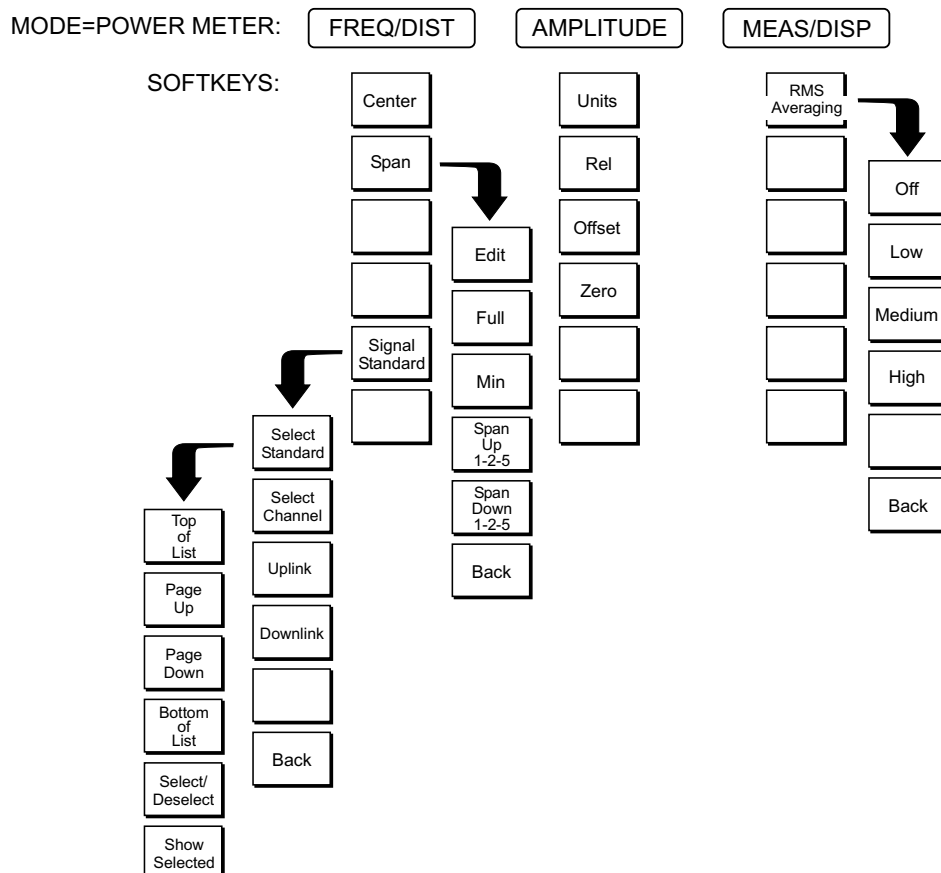 MODE=POWER METER:
FREQ/DIST
AMPLITUDE
MEAS/DISP
SOFTKEYS:
Center
Span
Signal
Standard
Edit
Full
Min
Span
Up
1-2-5
Span
Down
1-2-5
Back
Select
Standard
Select
Channel
Uplink
Downlink
Back
Top
of
List
Page
Up
Page
Down
Bottom
of
List
Select/
Deselect
Show
Selected
Units
Rel
Offset
Zero
RMS
Averaging
Off
Low
Medium
High
Back